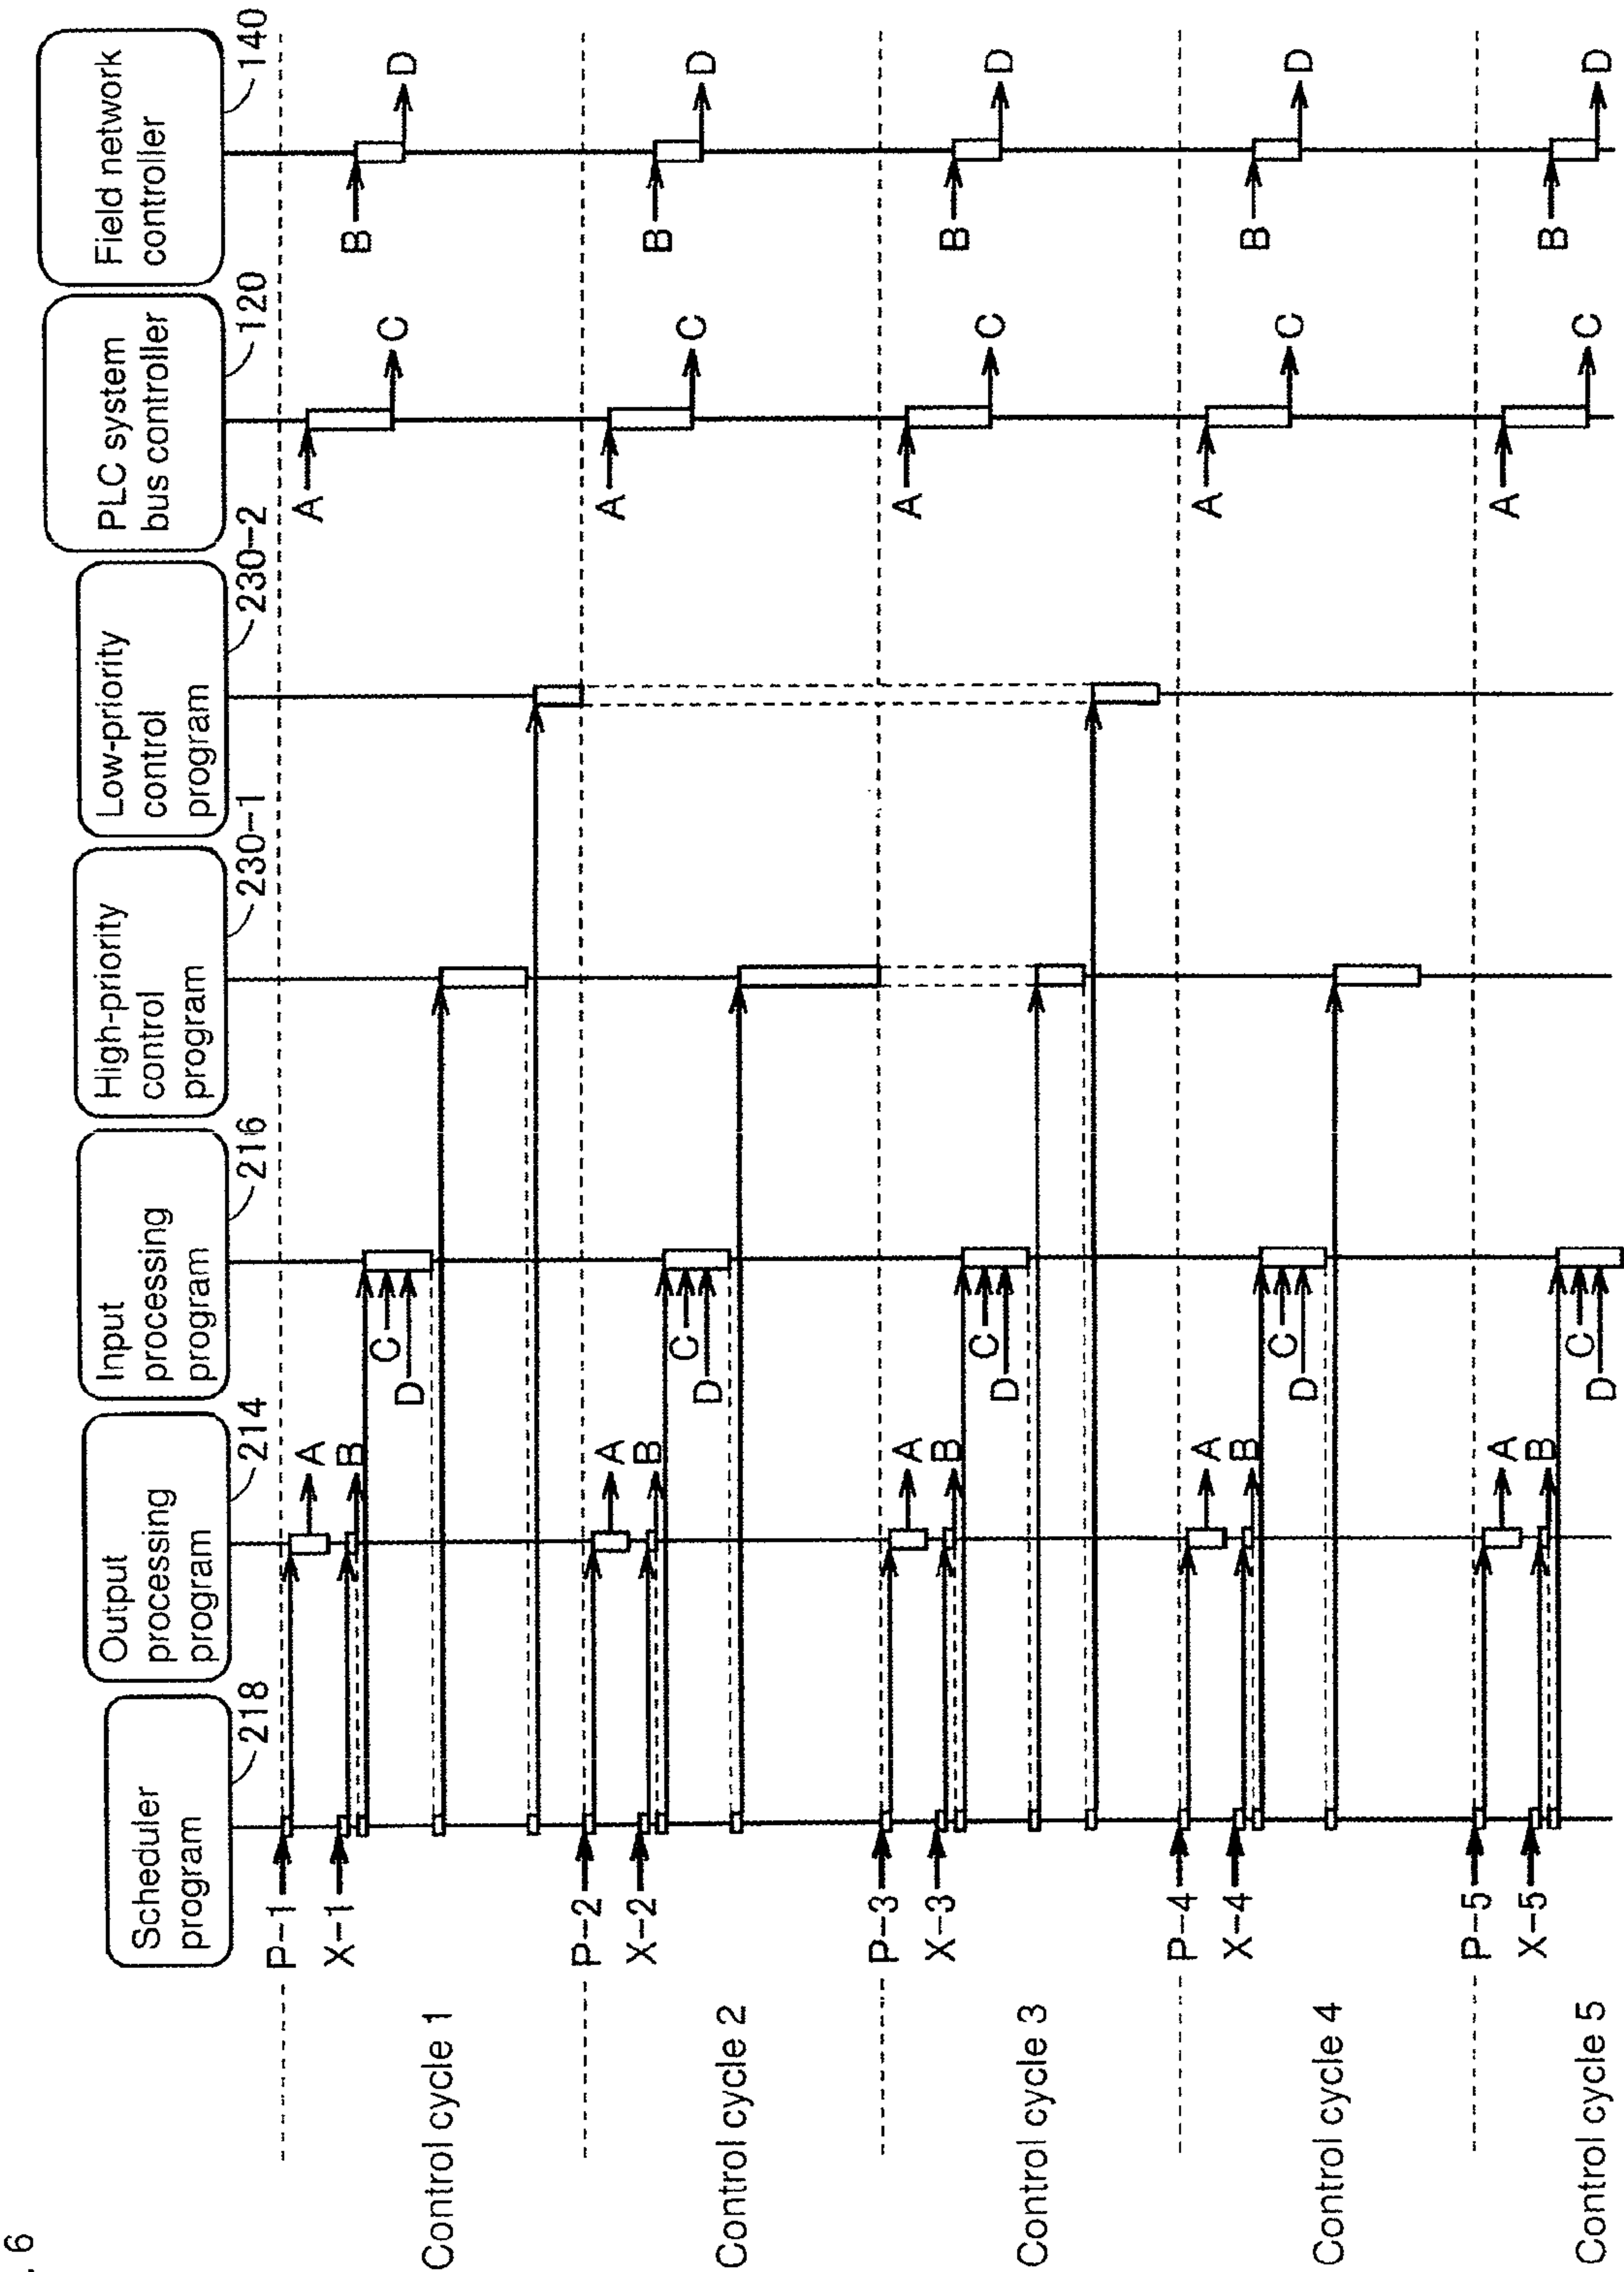 . 6
Scheduler
program
218
Output
processing
program
214
Input
processing
program
216
High-priority
control
program
230-1
Low-priority
control
program
230-2
PLC system
bus controller
120
Field network
controller
140
P-1
A
A
X-1
B
B
C
C
D
D
Control cycle 1
P-2
A
A
X-2
B
B
C
C
D
D
Control cycle 2
P-3
A
A
X-3
B
B
C
C
D
D
Control cycle 3
P-4
A
A
X-4
B
B
C
C
D
D
Control cycle 4
P-5
A
A
X-5
B
B
C
C
D
D
Control cycle 5